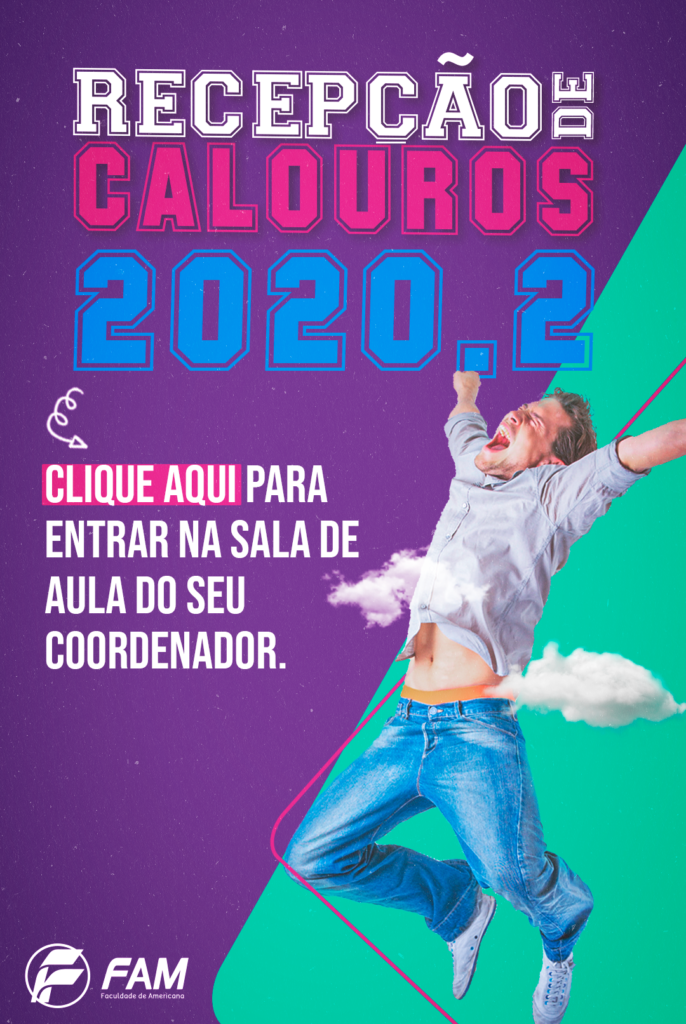 RECEPÇÃO DE
CALOUROS
2020.2
CLIQUE AQUI PARA
ENTRAR NA SALA DE
AULA DO SEU
COORDENADOR.
FAM
Faculdade de Americana